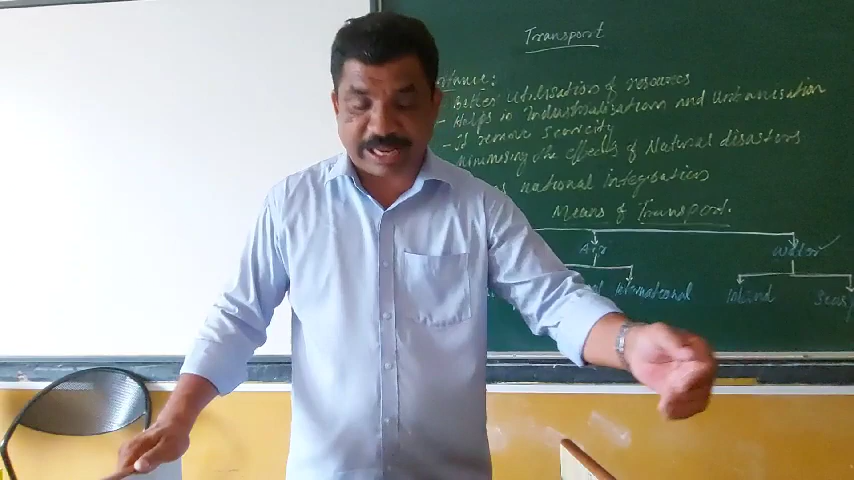 Transport
Better utilisation of resources
- Helps in Industrialisation and Urbanisation
- It remove Scarcity
Minimising the effects of Natural disasters
national integration
Means of Transport.
Air
Water
International
Inland